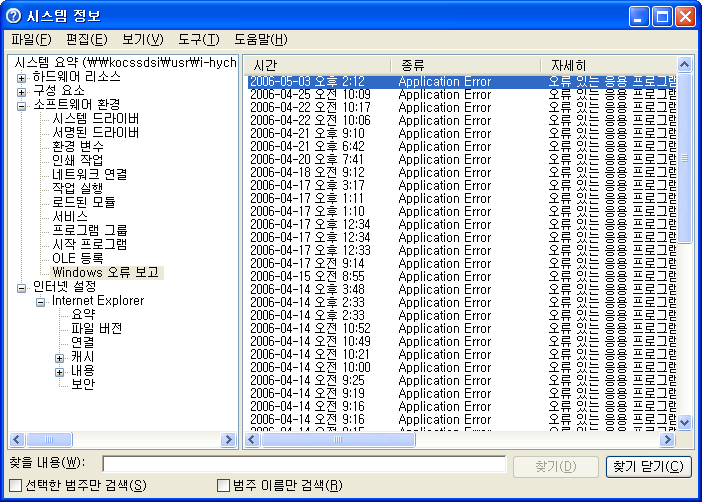 시스템 정보
파일(F) 편집(E) 보기(V) 도구(T) 도움말(H)
시스템 요약 (₩₩kocssdsi₩usr₩i-hych
하드웨어 리소스
구성 요소
소프트웨어 환경
시스템 드라이버
서명된 드라이버
환경 변수
인쇄 작업
네트워크 연결
작업 실행
로드된 모듈
서비스
프로그램 그룹
시작 프로그램
OLE 등록
Windows 오류 보고
인터넷 설정
Internet Explorer
요약
파일 버전
연결
캐시
내용
보안
시간 종류 자세히
2006-05-03 오후 2:12 Application Error 오류 있는 응용 프로그램
2006-04-25 오전 10:09 Application Error 오류 있는 응용 프로그램
2006-04-22 오전 10:17 Application Error 오류 있는 응용 프로그램
2006-04-22 오전 10:06 Application Error 오류 있는 응용 프로그램
2006-04-21 오후 9:10 Application Error 오류 있는 응용 프로그램
2006-04-21 오후 6:42 Application Error 오류 있는 응용 프로그램
2006-04-20 오후 7:41 Application Error 오류 있는 응용 프로그램
2006-04-18 오전 9:12 Application Error 오류 있는 응용 프로그램
2006-04-17 오후 3:17 Application Error 오류 있는 응용 프로그램
2006-04-17 오후 1:11 Application Error 오류 있는 응용 프로그램
2006-04-17 오후 1:10 Application Error 오류 있는 응용 프로그램
2006-04-17 오후 12:34 Application Error 오류 있는 응용 프로그램
2006-04-17 오후 12:34 Application Error 오류 있는 응용 프로그램
2006-04-17 오후 12:33 Application Error 오류 있는 응용 프로그램
2006-04-17 오전 9:14 Application Error 오류 있는 응용 프로그램
2006-04-15 오전 8:55 Application Error 오류 있는 응용 프로그램
2006-04-14 오후 3:48 Application Error 오류 있는 응용 프로그램
2006-04-14 오후 2:33 Application Error 오류 있는 응용 프로그램
2006-04-14 오후 2:33 Application Error 오류 있는 응용 프로그램
2006-04-14 오전 10:52 Application Error 오류 있는 응용 프로그램
2006-04-14 오전 10:49 Application Error 오류 있는 응용 프로그램
2006-04-14 오전 10:21 Application Error 오류 있는 응용 프로그램
2006-04-14 오전 10:00 Application Error 오류 있는 응용 프로그램
2006-04-14 오전 9:25 Application Error 오류 있는 응용 프로그램
2006-04-14 오전 9:19 Application Error 오류 있는 응용 프로그램
2006-04-14 오전 9:16 Application Error 오류 있는 응용 프로그램
2006-04-14 오전 9:16 Application Error 오류 있는 응용 프로그램
2006-04-14 오전 9:15 Application Error 오류 있는 응용 프로그램
찾을 내용(W): 찾기(D) 찾기 닫기(C)
선택한 범주만 검색(S) 범주 이름만 검색(R)